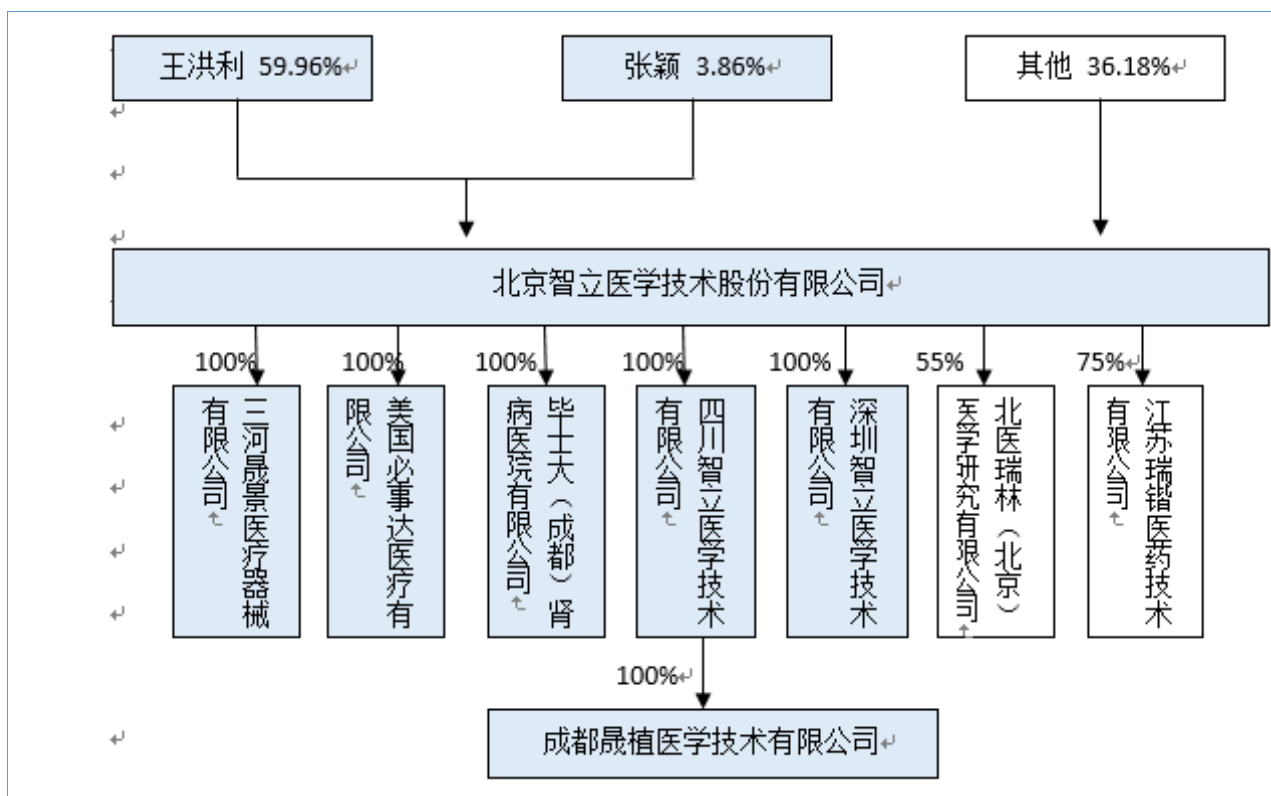 王洪利 59.96%
张颖 3.86%
其他 36.18%
北京智立医学技术股份有限公司
100%
100%
100%
100%
100%
55%
75%
三河晟景医疗器械
有限公司
美国必事达医疗有
限公司
毕士大（成都）肾
病医院有限公司
四川智立医学技术
有限公司
深圳智立医学技术
有限公司
北医瑞林（北京）
医学研究有限公司
江苏瑞锴医药技术
有限公司
100%
成都晟植医学技术有限公司